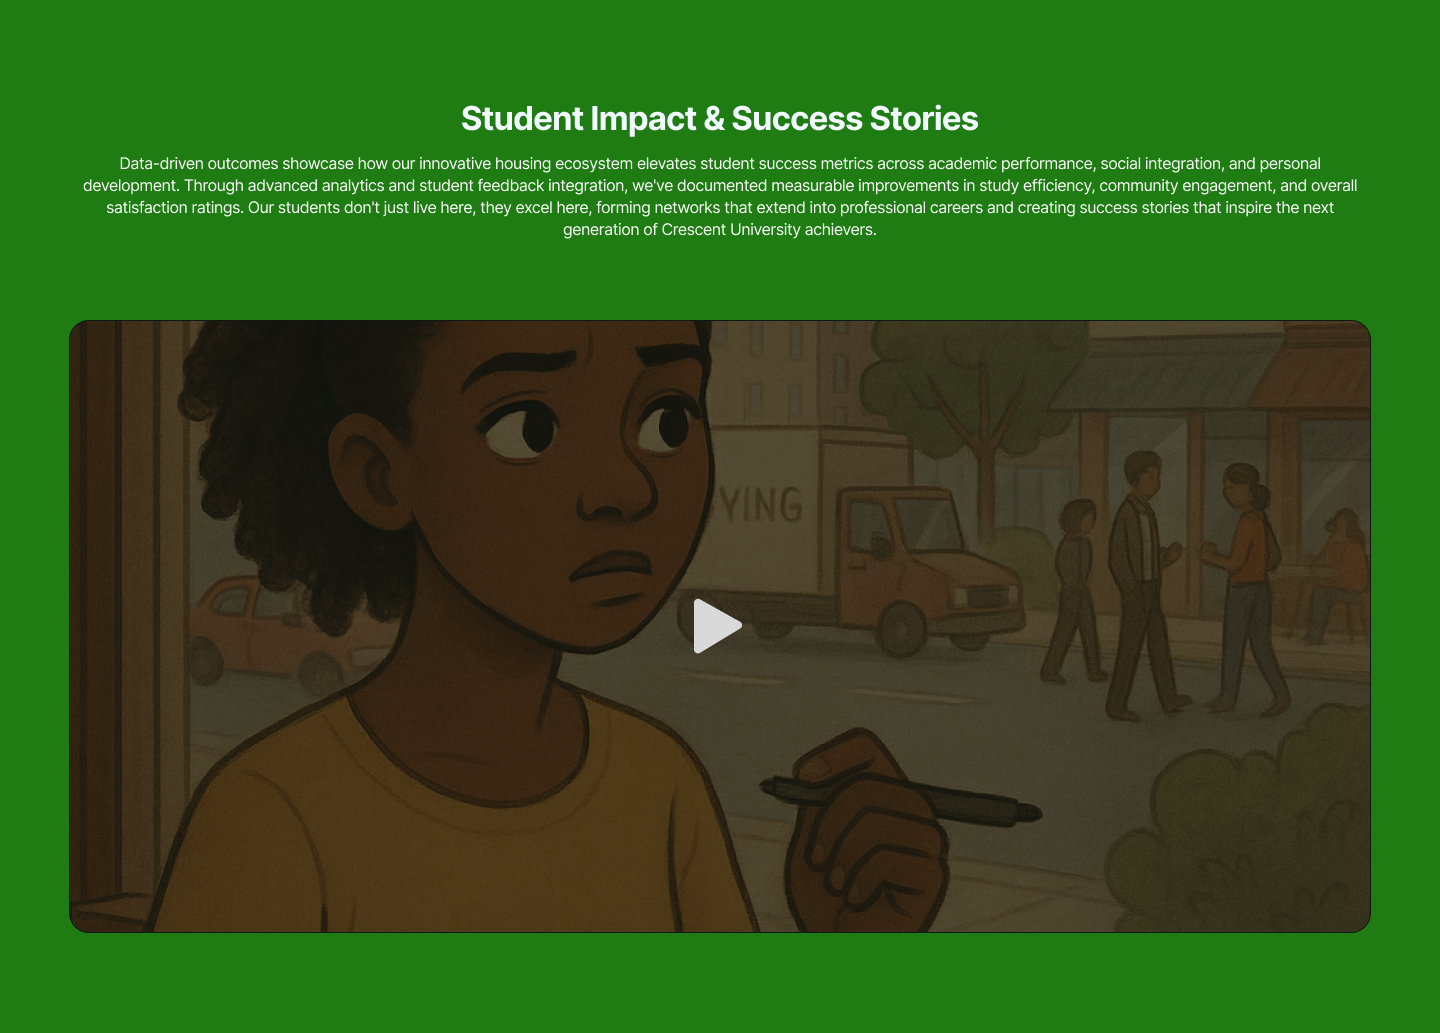 Student Impact & Success Stories
Data-driven outcomes showcase how our innovative housing ecosystem elevates student success metrics across academic performance, social integration, and personal
development. Through advanced analytics and student feedback integration, we've documented measurable improvements in study efficiency, community engagement, and overall
satisfaction ratings. Our students don't just live here, they excel here, forming networks that extend into professional careers and creating success stories that inspire the next
generation of Crescent University achievers.
YING